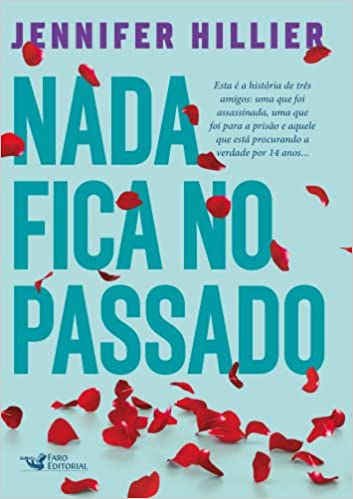 JENNIFER HILLIER
NADA
Esta é a história de três
amigos: uma que foi
assassinada, uma que
foi para a prisão e aquele
que está procurando a
verdade por 14 anos...
FICA NO
PASSADO
FARO
EDITORIAL